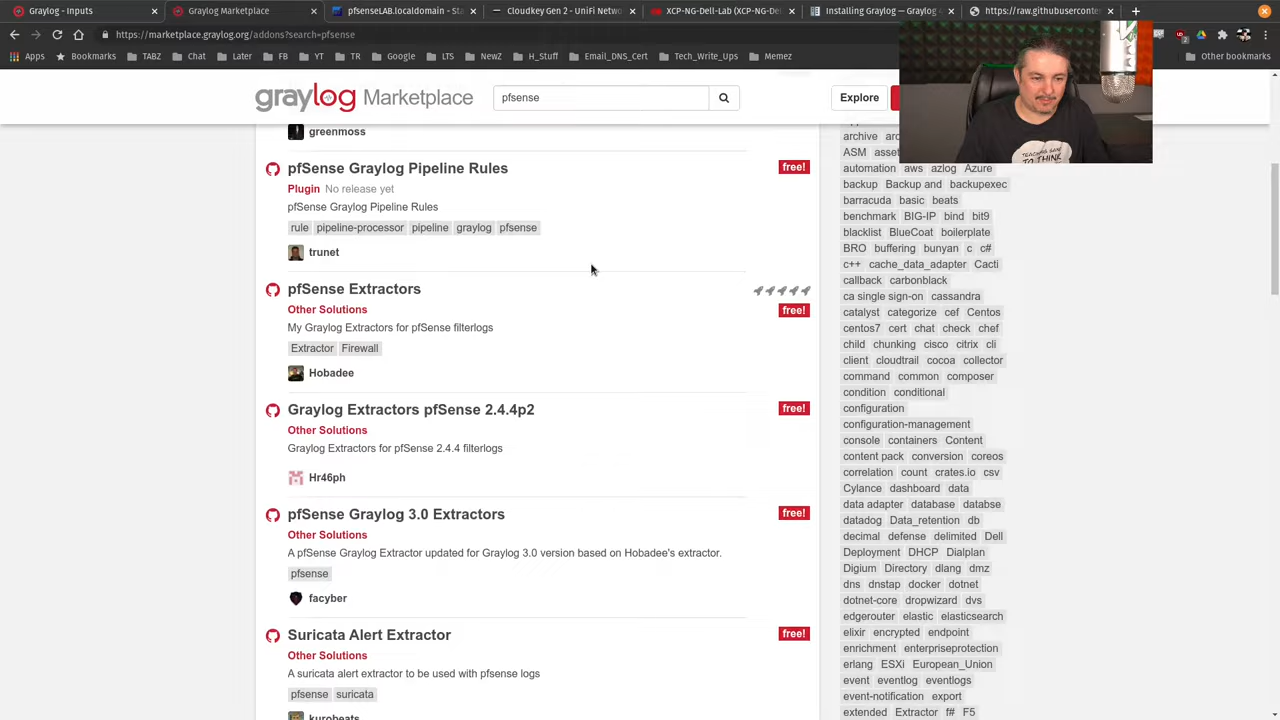 Graylog - Inputs
Graylog Marketplace
pfsenseLAB.localdomain - Sta
Cloudkey Gen 2 - UniFi Netwo
XCP-NG-Dell-Lab (XCP-NG-De
Installing Graylog — Graylog 4
https://raw.githubuserconten
https://marketplace.graylog.org/addons?search=pfsense
Apps
Bookmarks
TABZ
Chat
Later
FB
YT
TR
Google
NewZ
H_Stuff
Email_DNS_Cert
Tech_Write_Ups
Memez
Other bookmarks
graylog Marketplace
pfsense
Explore
greenmoss
pfSense Graylog Pipeline Rules
free!
Plugin No release yet
pfSense Graylog Pipeline Rules
rule pipeline-processor pipeline graylog pfsense
trunet
pfSense Extractors
Other Solutions
free!
My Graylog Extractors for pfSense filterlogs
Extractor Firewall
Hobadee
Graylog Extractors pfSense 2.4.4p2
free!
Other Solutions
Graylog Extractors for pfSense 2.4.4 filterlogs
Hr46ph
pfSense Graylog 3.0 Extractors
free!
Other Solutions
A pfSense Graylog Extractor updated for Graylog 3.0 version based on Hobadee's extractor.
pfsense
facyber
Suricata Alert Extractor
free!
Other Solutions
A suricata alert extractor to be used with pfsense logs
pfsense suricata
kurobeats
archive
ASM
automation aws azlog Azure
backup Backup and backupexec
barracuda basic beats
benchmark BIG-IP bind bit9
blacklist BlueCoat boilerplate
BRO buffering bunyan c c#
c++ cache_data_adapter Cacti
callback carbonblack
ca single sign-on cassandra
catalyst categorize cef Centos
centos7 cert chat check chef
child chunking cisco citrix cli
client cloudtrail cocoa collector
command common composer
condition conditional
configuration
configuration-management
console containers Content
content pack conversion coreos
correlation count crates.io csv
Cylance dashboard data
data adapter database databse
datadog Data_retention db
decimal defense delimited Dell
Deployment DHCP Dialplan
Digium Directory dlang dmz
dns dnstap docker dotnet
dotnet-core dropwizard dvs
edgerouter elastic elasticsearch
elixir encrypted endpoint
enrichment enterpriseprotection
erlang ESXi European_Union
event eventlog eventlogs
event-notification export
extended Extractor f# F5
TO THINK